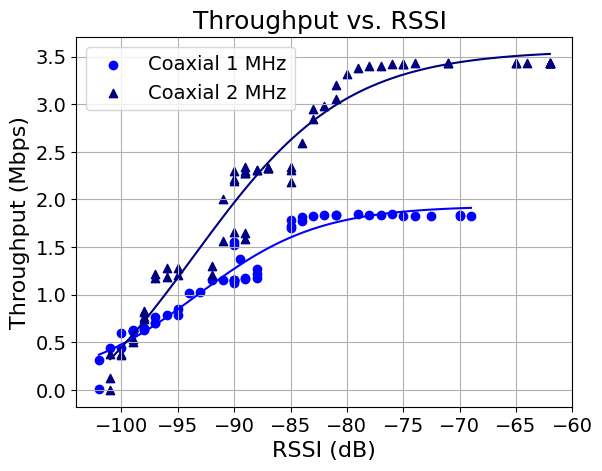 Throughput vs. RSSI
Coaxial 1 MHz
Coaxial 2 MHz
Throughput (Mbps)
3.5
3.0
2.5
2.0
1.5
1.0
0.5
0.0
−100 −95 −90 −85 −80 −75 −70 −65 −60
RSSI (dB)